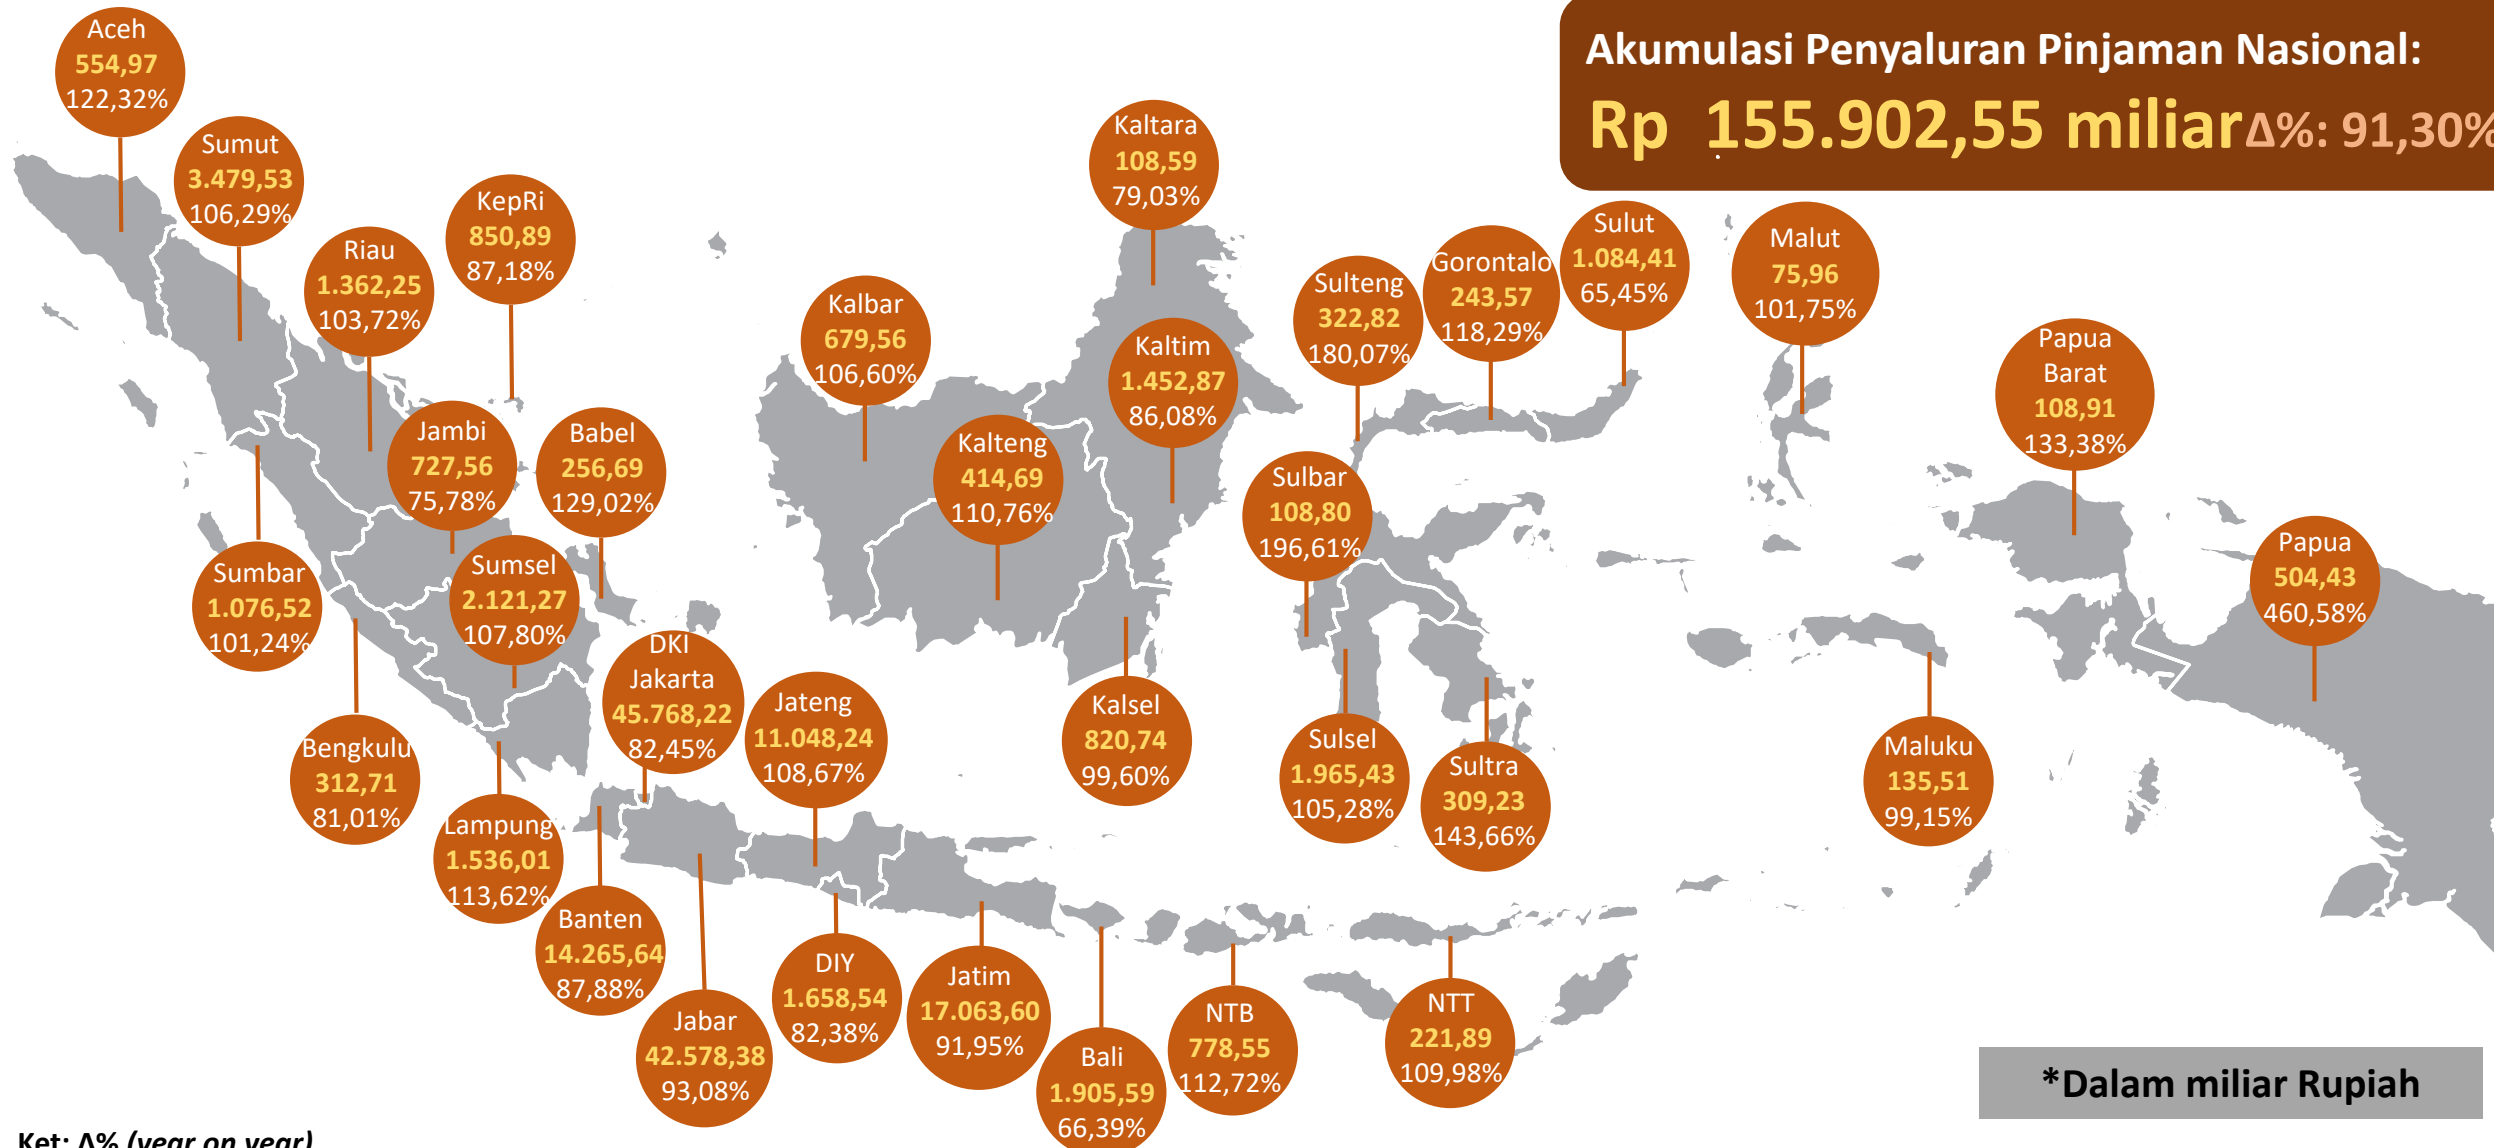 Akumulasi Penyaluran Pinjaman Nasional:
Rp 155.902,55 miliar Δ%: 91,30%
Aceh
554,97
122,32%
Sumut
3.479,53
106,29%
Riau
1.362,25
103,72%
KepRi
850,89
87,18%
Jambi
727,56
75,78%
Babel
256,69
129,02%
Sumbar
1.076,52
101,24%
Sumsel
2.121,27
107,80%
Bengkulu
312,71
81,01%
Lampung
1.536,01
113,62%
DKI
Jakarta
45.768,22
82,45%
Banten
14.265,64
87,88%
Jabar
42.578,38
93,08%
Jateng
11.048,24
108,67%
DIY
1.658,54
82,38%
Jatim
17.063,60
91,95%
Bali
1.905,59
66,39%
NTB
778,55
112,72%
NTT
221,89
109,98%
Kalbar
679,56
106,60%
Kalteng
414,69
110,76%
Kaltara
108,59
79,03%
Kaltim
1.452,87
86,08%
Kalsel
820,74
99,60%
Sulteng
322,82
180,07%
Gorontalo
243,57
118,29%
Sulut
1.084,41
65,45%
Sulbar
108,80
196,61%
Sulsel
1.965,43
105,28%
Sultra
309,23
143,66%
Malut
75,96
101,75%
Maluku
135,51
99,15%
Papua
Barat
108,91
133,38%
Papua
504,43
460,58%
*Dalam miliar Rupiah
Ket: Δ% (year on year)